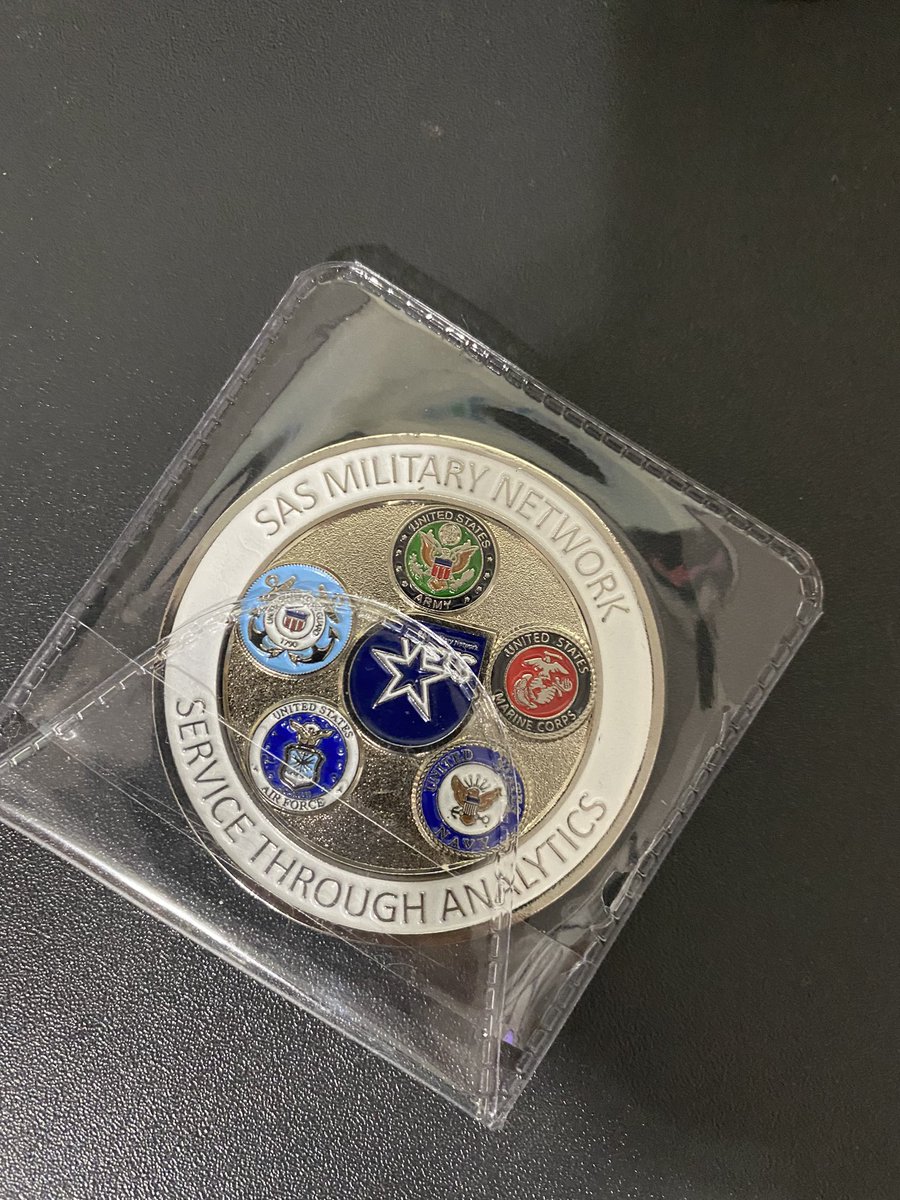 SAS MILITARY NETWORK
UNITED STATES
ARMY
1790
VETS
UNITED STATES
MARINE CORPS
UNITED STATES
AIR FORCE
UNITED
NAVY
SERVICE THROUGH ANALYTICS